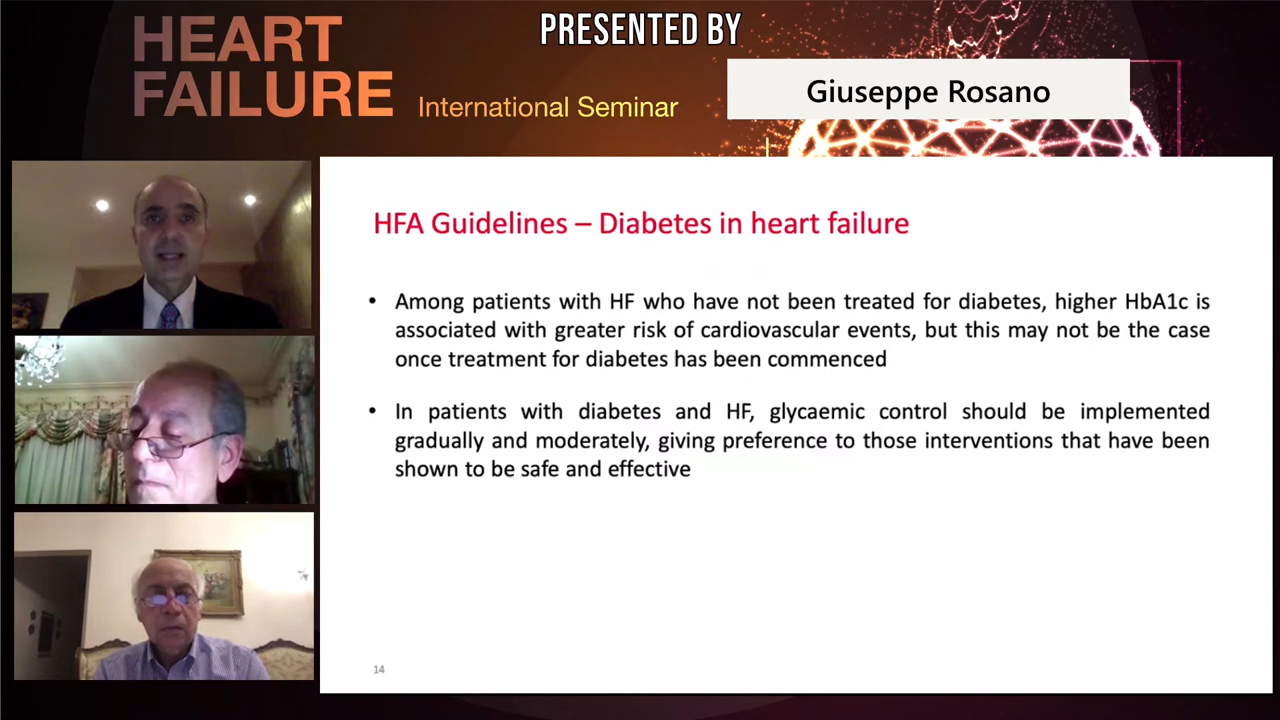 PRESENTED BY
HEART
FAILURE
International Seminar
Giuseppe Rosano
HFA Guidelines – Diabetes in heart failure
• Among patients with HF who have not been treated for diabetes, higher HbA1c is
associated with greater risk of cardiovascular events, but this may not be the case
once treatment for diabetes has been commenced
• In patients with diabetes and HF, glycaemic control should be implemented
gradually and moderately, giving preference to those interventions that have been
shown to be safe and effective
14